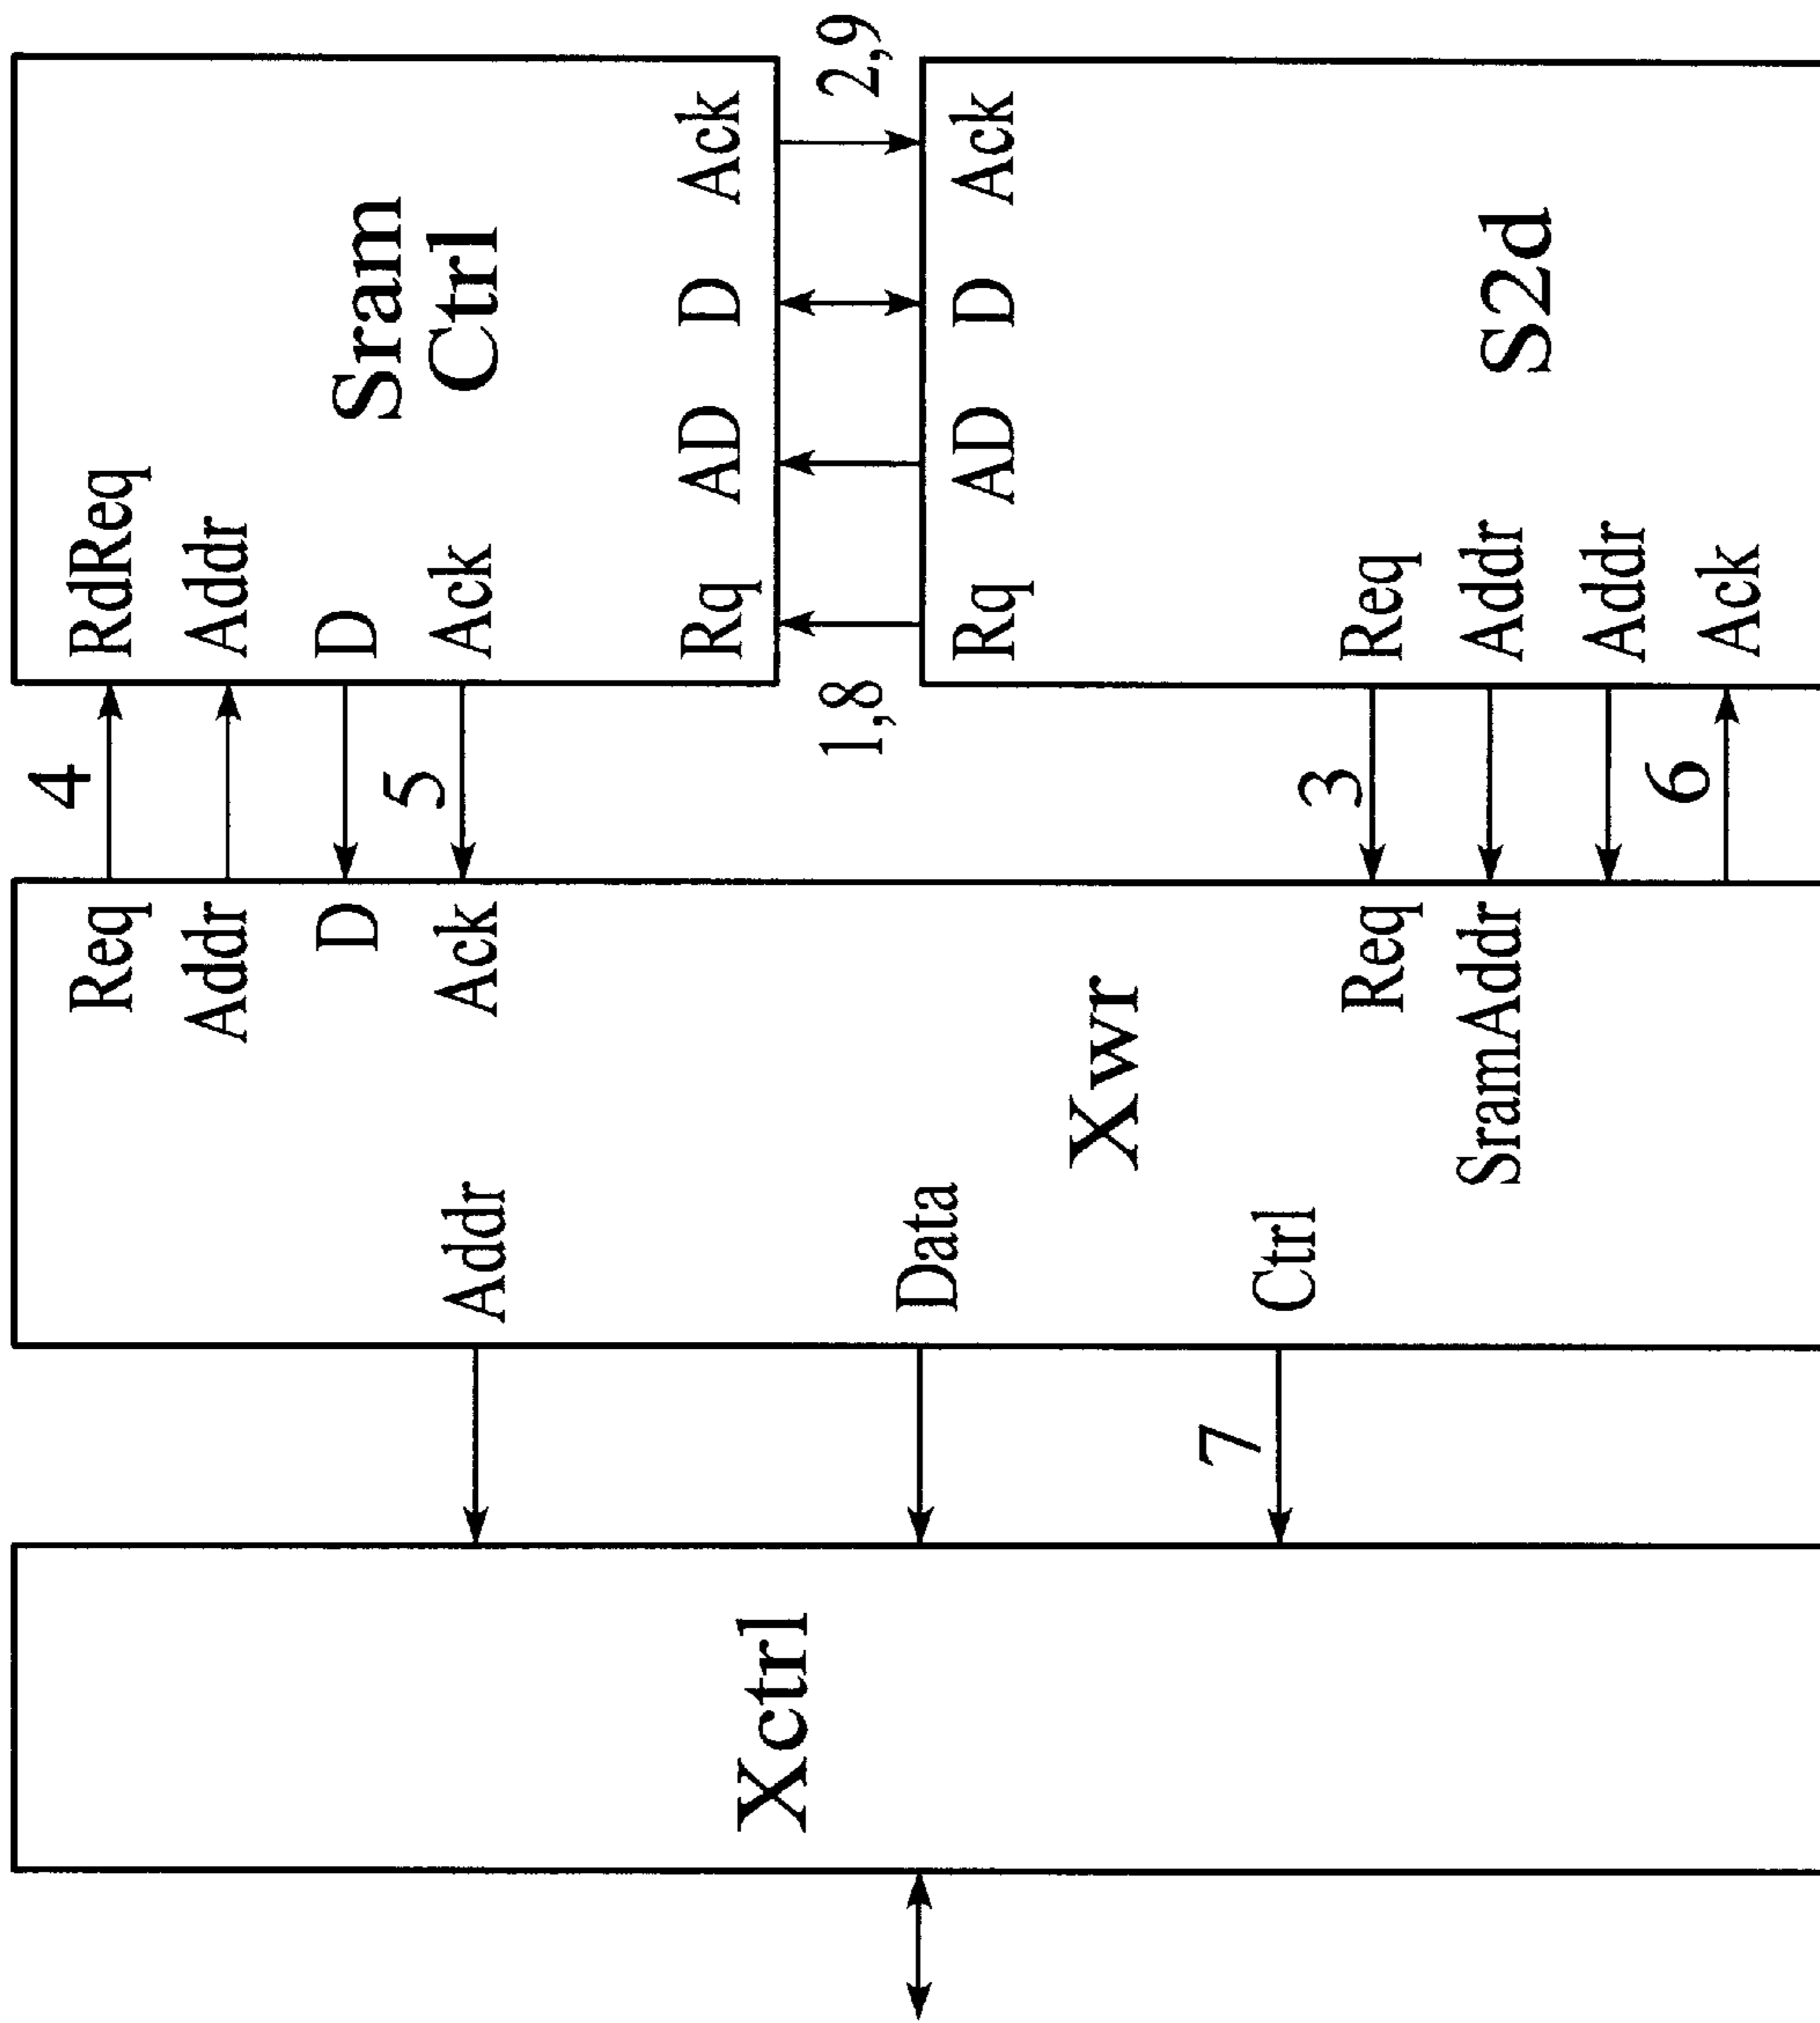 Sram
Ctrl
RdReq
Addr
D
Ack
Rq
AD
D
Ack
4
5
1,8
2,9
Rq
AD
D
Ack
S2d
Req
Addr
Addr
Ack
3
6
Req
Addr
D
Ack
Xwr
Req
SramAddr
Addr
Data
Ctrl
7
Xctrl